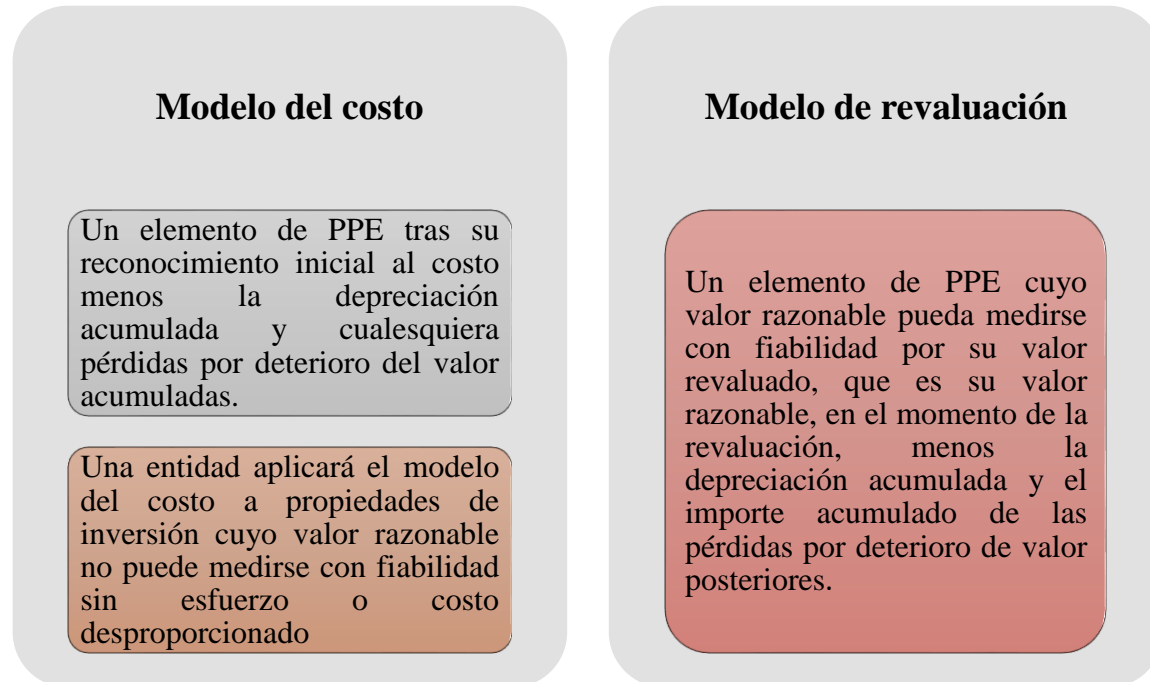 Modelo del costo
Un elemento de PPE tras su
reconocimiento inicial al costo
menos la depreciación
acumulada y cualesquiera
pérdidas por deterioro del valor
acumuladas.
Una entidad aplicará el modelo
del costo a propiedades de
inversión cuyo valor razonable
no puede medirse con fiabilidad
sin esfuerzo o costo
desproporcionado
Modelo de revaluación
Un elemento de PPE cuyo
valor razonable pueda medirse
con fiabilidad por su valor
revaluado, que es su valor
razonable, en el momento de la
revaluación, menos la
depreciación acumulada y el
importe acumulado de las
pérdidas por deterioro de valor
posteriores.